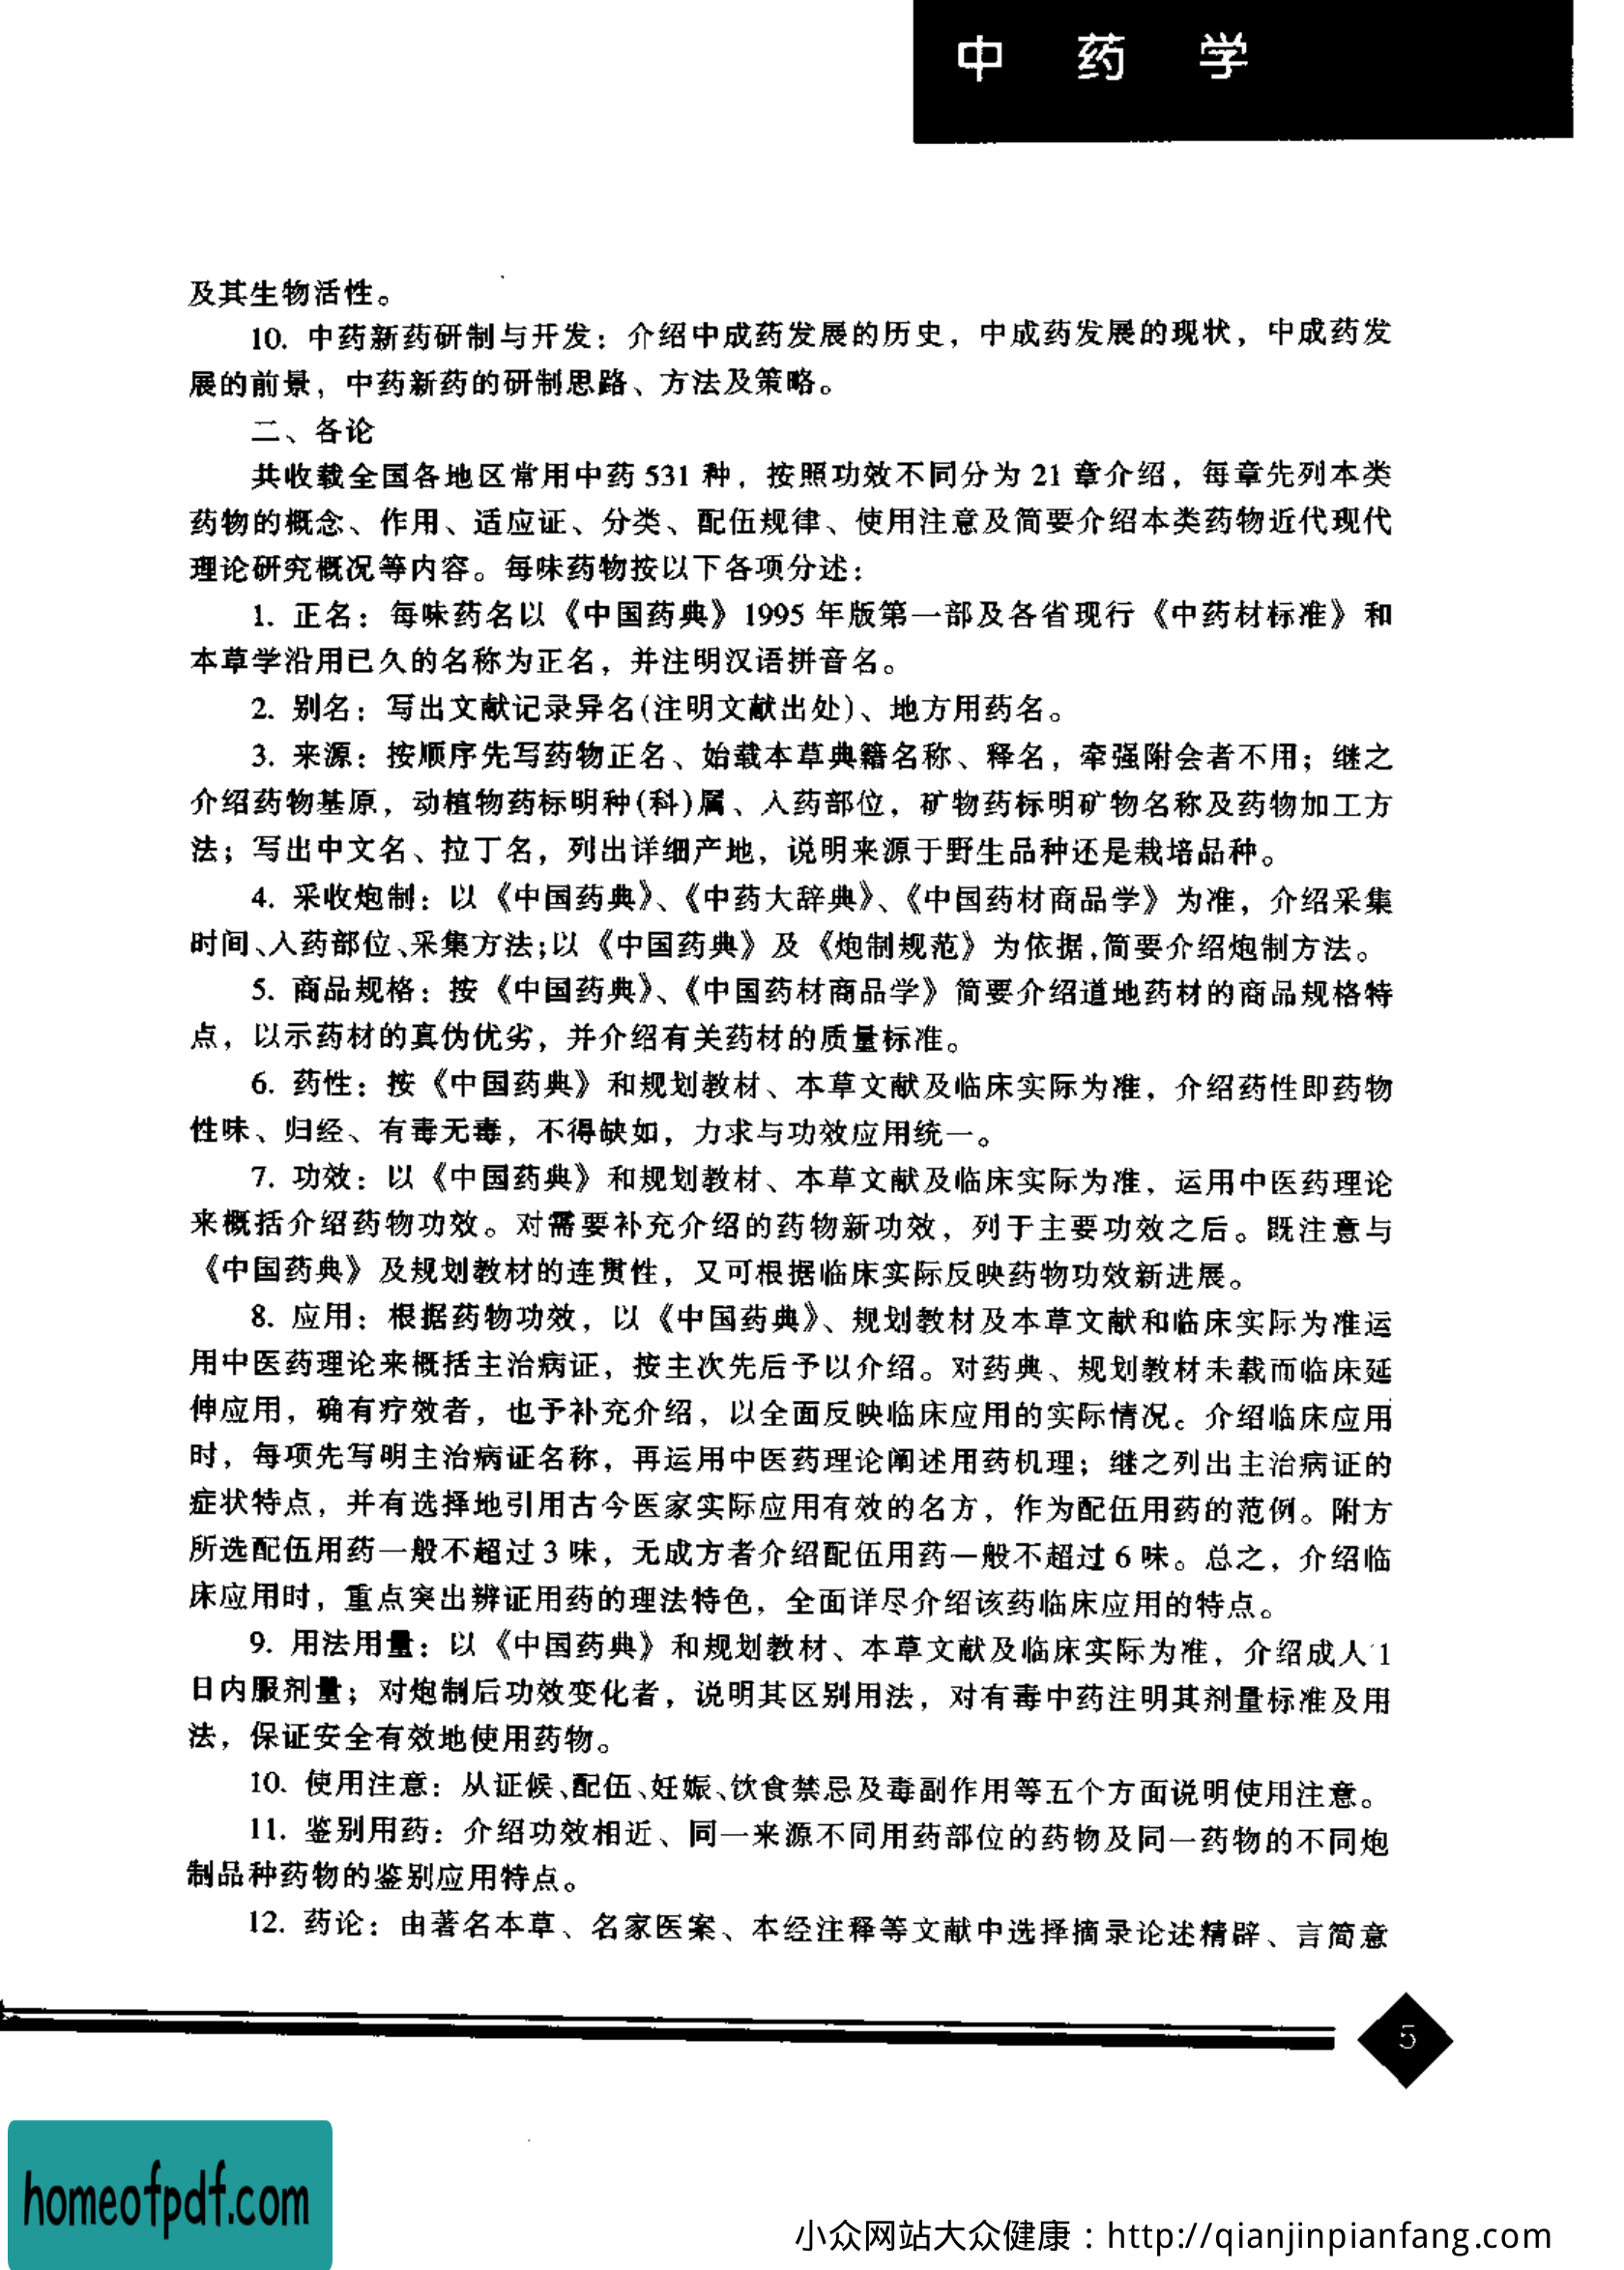 中药学
及其生物活性。
10. 中药新药研制与开发：介绍中成药发展的历史，中成药发展的现状，中成药发
展的前景，中药新药的研制思路、方法及策略。
二、各论
共收载全国各地区常用中药 531 种，按照功效不同分为 21 章介绍，每章先列本类
药物的概念、作用、适应证、分类、配伍规律、使用注意及简要介绍本类药物近代现代
理论研究概况等内容。每味药物按以下各项分述：
1. 正名：每味药名以《中国药典》1995 年版第一部及各省现行《中药材标准》和
本草学沿用已久的名称为正名，并注明汉语拼音名。
2. 别名：写出文献记录异名(注明文献出处)、地方用药名。
3. 来源：按顺序先写药物正名、始载本草典籍名称、释名，牵强附会者不用；继之
介绍药物基原，动植物药标明种(科)属、入药部位，矿物药标明矿物名称及药物加工方
法；写出中文名、拉丁名，列出详细产地，说明来源于野生品种还是栽培品种。
4. 采收炮制：以《中国药典》、《中药大辞典》、《中国药材商品学》为准，介绍采集
时间、入药部位、采集方法；以《中国药典》及《炮制规范》为依据，简要介绍炮制方法。
5. 商品规格：按《中国药典》、《中国药材商品学》简要介绍道地药材的商品规格特
点，以示药材的真伪优劣，并介绍有关药材的质量标准。
6. 药性：按《中国药典》和规划教材、本草文献及临床实际为准，介绍药性即药物
性味、归经、有毒无毒，不得缺如，力求与功效应用统一。
7. 功效：以《中国药典》和规划教材、本草文献及临床实际为准，运用中医药理论
来概括介绍药物功效。对需要补充介绍的药物新功效，列于主要功效之后。既注意与
《中国药典》及规划教材的连贯性，又可根据临床实际反映药物功效新进展。
8. 应用：根据药物功效，以《中国药典》、规划教材及本草文献和临床实际为准运
用中医药理论来概括主治病证，按主次先后予以介绍。对药典、规划教材未载而临床延
伸应用，确有疗效者，也予补充介绍，以全面反映临床应用的实际情况。介绍临床应用
时，每项先写明主治病证名称，再运用中医药理论阐述用药机理；继之列出主治病证的
症状特点，并有选择地引用古今医家实际应用有效的名方，作为配伍用药的范例。附方
所选配伍用药一般不超过 3 味，无成方者介绍配伍用药一般不超过 6 味。总之，介绍临
床应用时，重点突出辨证用药的理法特色，全面详尽介绍该药临床应用的特点。
9. 用法用量：以《中国药典》和规划教材、本草文献及临床实际为准，介绍成人 1
日内服剂量；对炮制后功效变化者，说明其区别用法，对有毒中药注明其剂量标准及用
法，保证安全有效地使用药物。
10. 使用注意：从证候、配伍、妊娠、饮食禁忌及毒副作用等五个方面说明使用注意。
11. 鉴别用药：介绍功效相近、同一来源不同用药部位的药物及同一药物的不同炮
制品种药物的鉴别应用特点。
12. 药论：由著名本草、名家医案、本经注释等文献中选择摘录论述精辟、言简意
5
homeofpdf.com
小众网站大众健康：http://qianjinpianfang.com